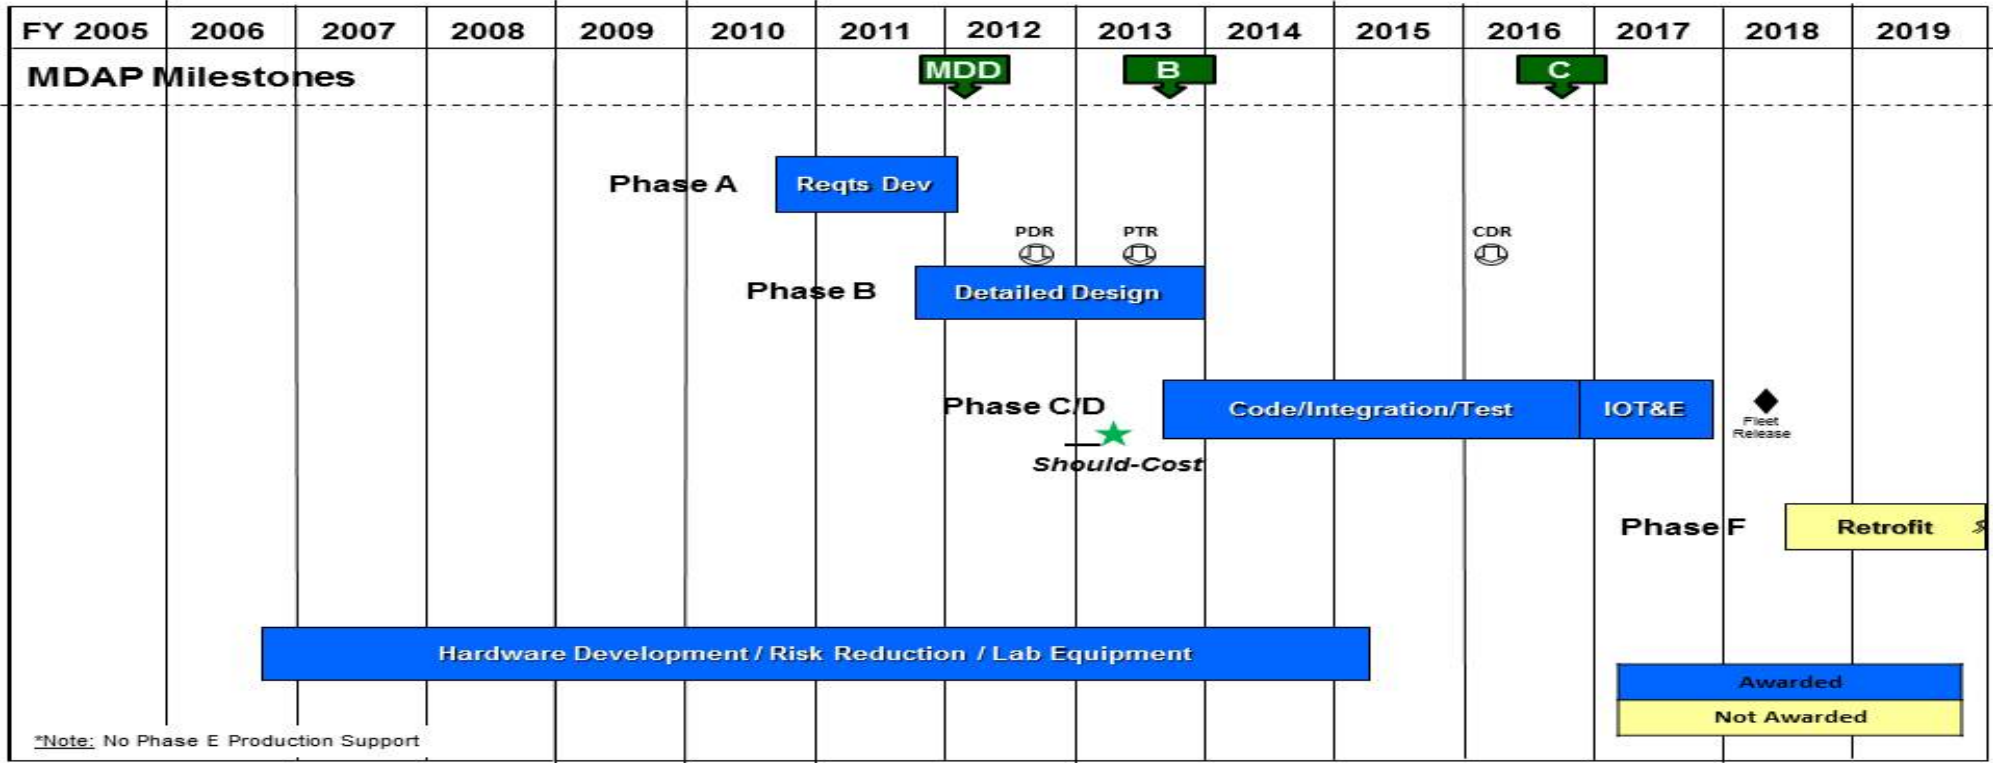 FY 2005 2006 2007 2008 2009 2010 2011 2012 2013 2014 2015 2016 2017 2018 2019
MDAP Milestones
MDD B C
Phase A Reqts Dev
PDR PTR CDR
Phase B Detailed Design
Phase C/D Code/Integration/Test IOT&E
Fleet
Release
Should-Cost
Phase F Retrofit
Hardware Development / Risk Reduction / Lab Equipment
Awarded
Not Awarded
*Note: No Phase E Production Support